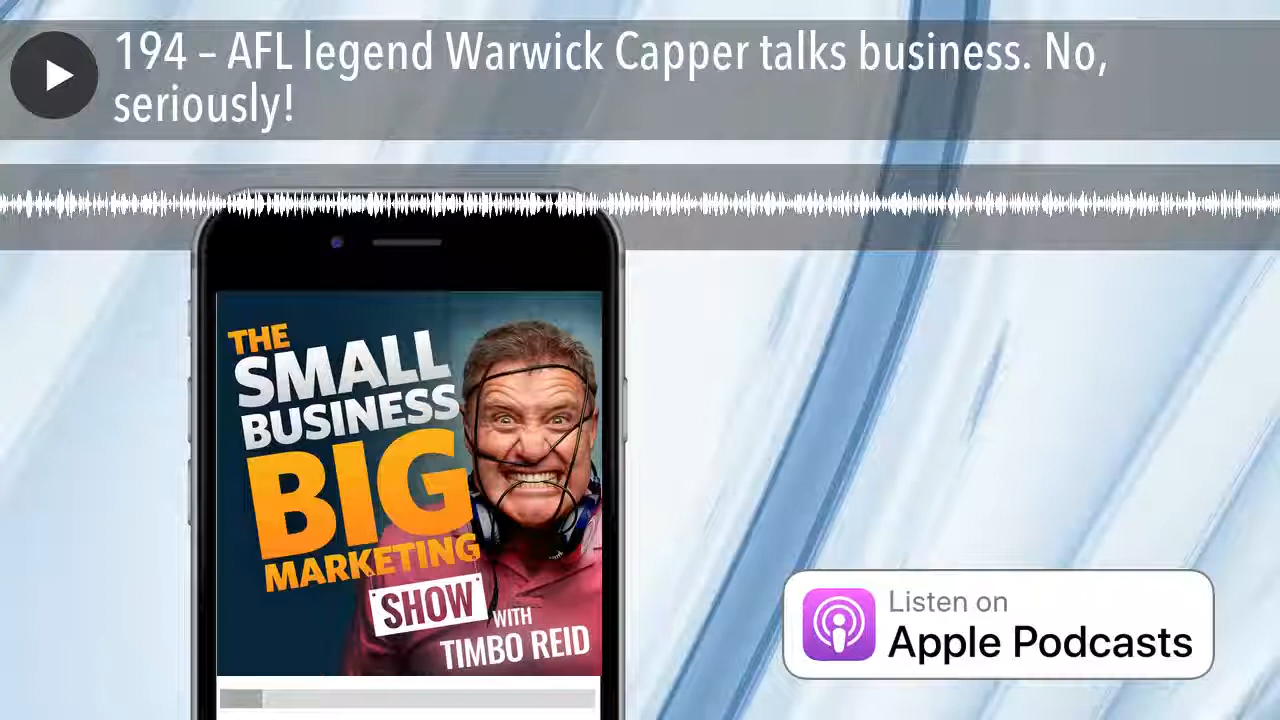 194 – AFL legend Warwick Capper talks business. No,
seriously!
THE
SMALL
BUSINESS
BIG
MARKETING
SHOW
WITH
TIMBO REID
Listen on
Apple Podcasts